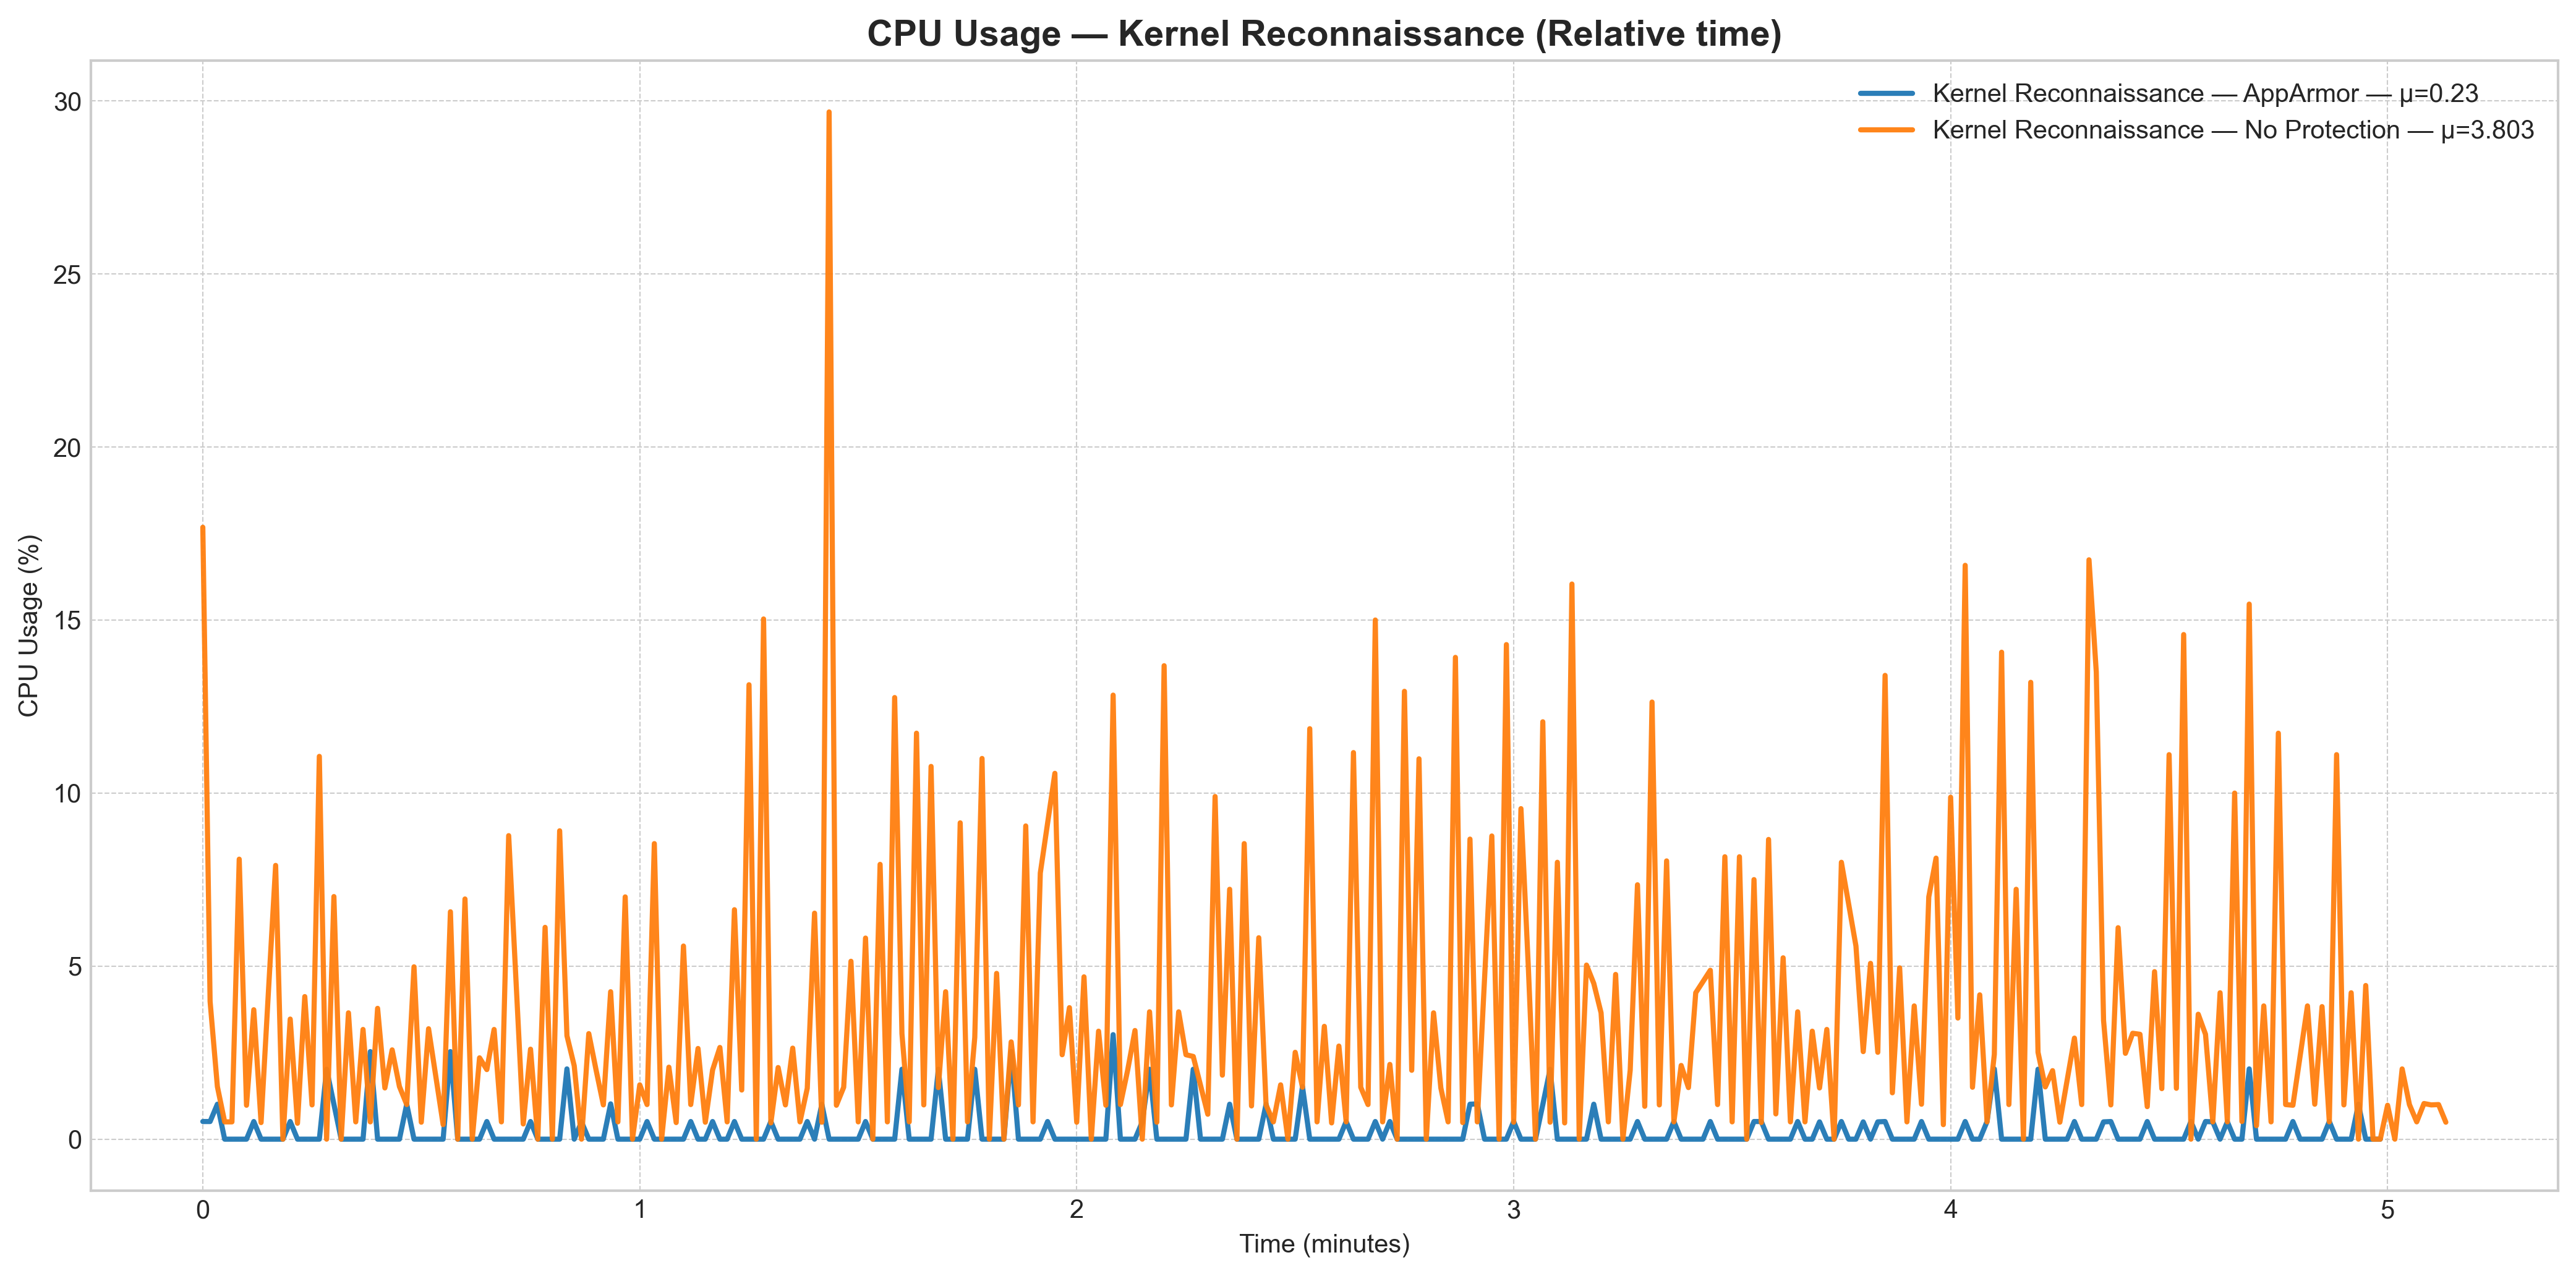 CPU Usage — Kernel Reconnaissance (Relative time)
Kernel Reconnaissance — AppArmor — μ=0.23
Kernel Reconnaissance — No Protection — μ=3.803
CPU Usage (%)
30
25
20
15
10
5
0
0 1 2 3 4 5
Time (minutes)